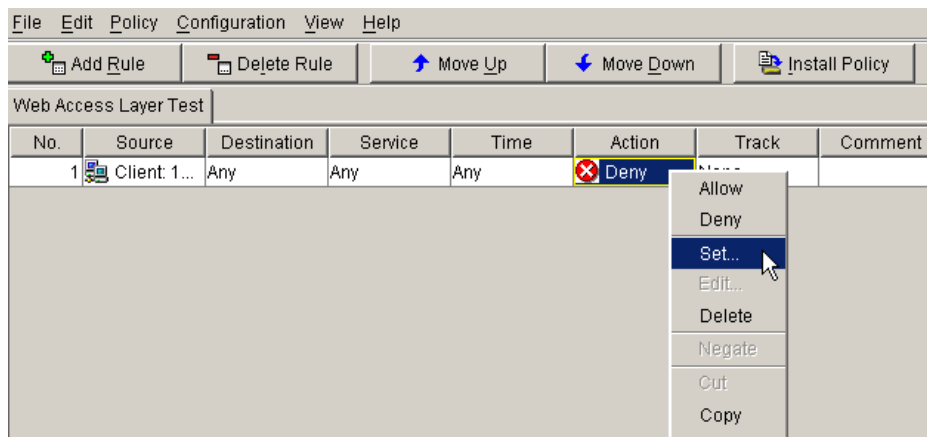 File Edit Policy Configuration View Help
Add Rule Delete Rule Move Up Move Down Install Policy
Web Access Layer Test
No. Source Destination Service Time Action Track Comment
1 Client: 1... Any Any Any Deny None
Allow
Deny
Set...
Edit...
Delete
Negate
Cut
Copy